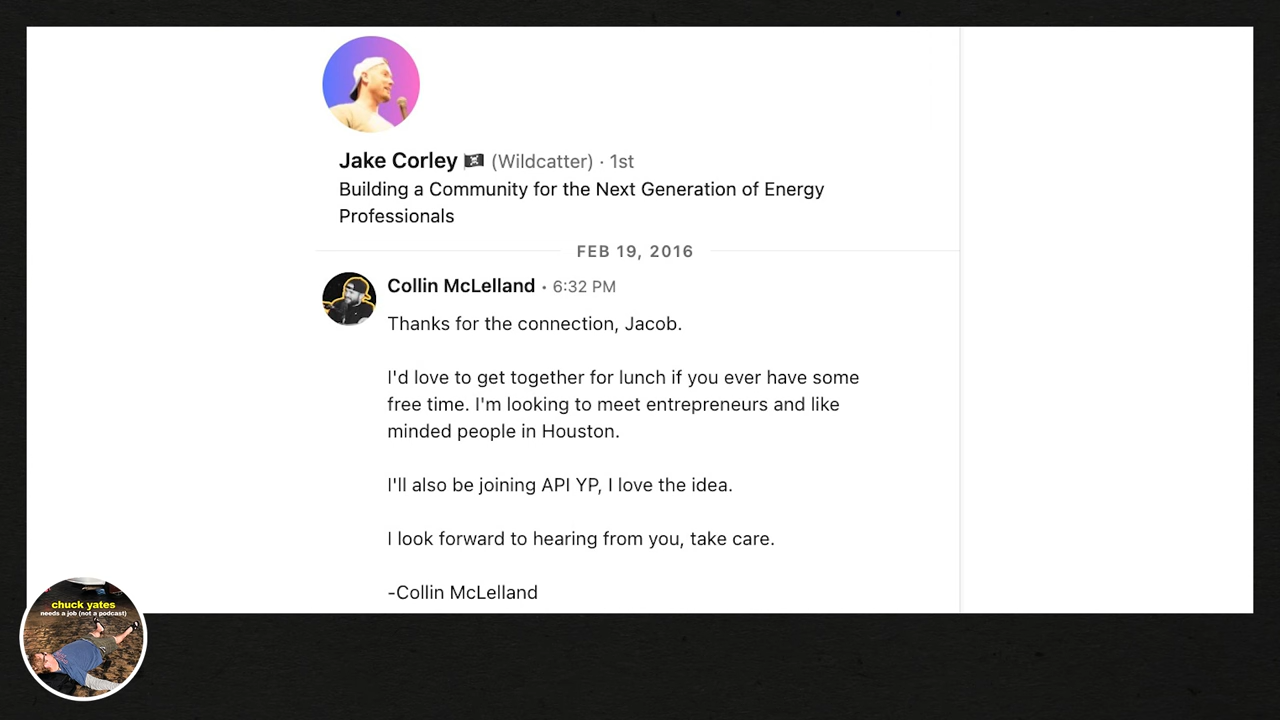 Jake Corley 🏴‍☠️ (Wildcatter) · 1st
Building a Community for the Next Generation of Energy
Professionals
FEB 19, 2016
Collin McLelland · 6:32 PM
Thanks for the connection, Jacob.
I'd love to get together for lunch if you ever have some
free time. I'm looking to meet entrepreneurs and like
minded people in Houston.
I'll also be joining API YP, I love the idea.
I look forward to hearing from you, take care.
-Collin McLelland
chuck yates
needs a job (not a podcast)